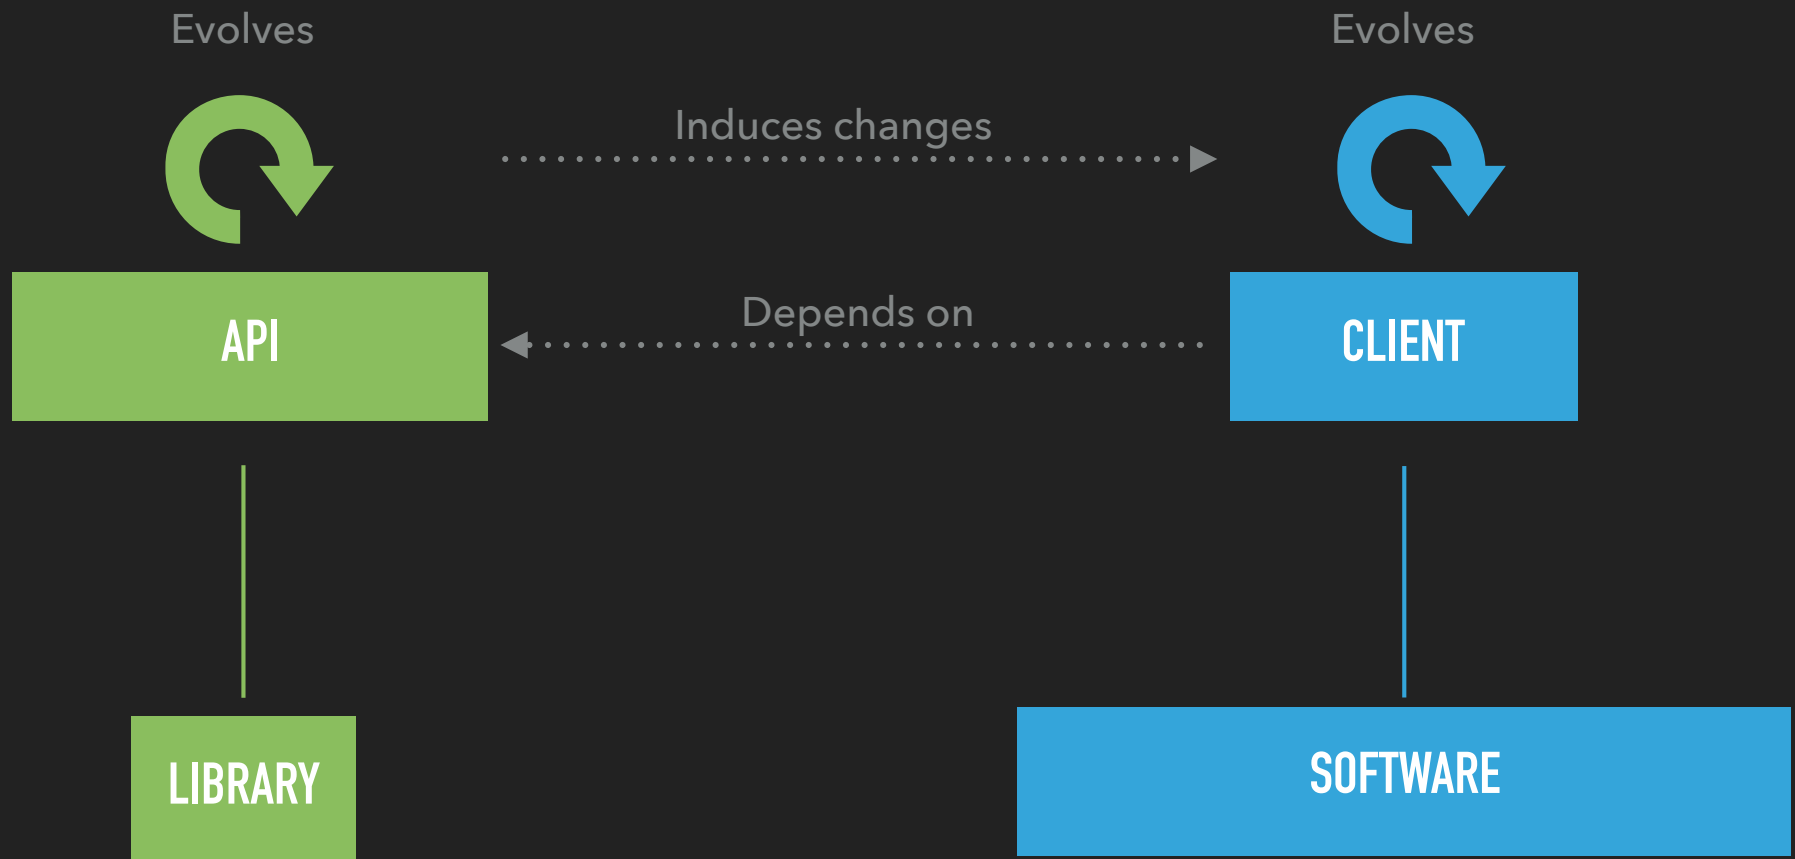 Evolves
Evolves
Induces changes
Depends on
API
CLIENT
LIBRARY
SOFTWARE